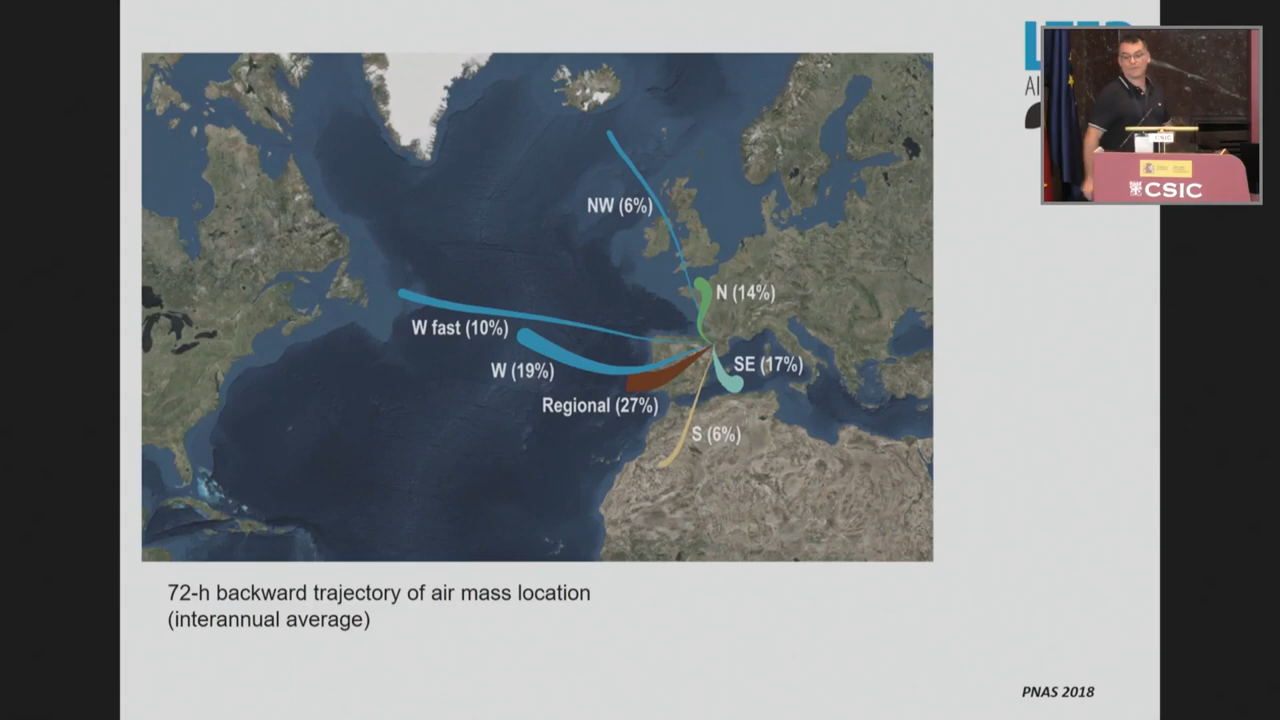 NW (6%)
N (14%)
W fast (10%)
W (19%)
SE (17%)
Regional (27%)
S (6%)
72-h backward trajectory of air mass location
(interannual average)
PNAS 2018
CSIC
CSIC